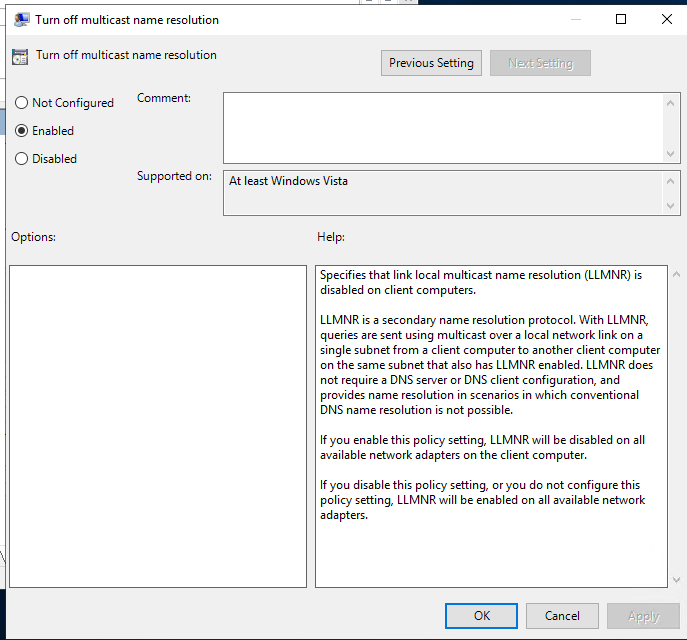 Turn off multicast name resolution
Turn off multicast name resolution
Previous Setting
Next Setting
Not Configured
Comment:
Enabled
Disabled
Supported on:
At least Windows Vista
Options:
Help:
Specifies that link local multicast name resolution (LLMNR) is
disabled on client computers.
LLMNR is a secondary name resolution protocol. With LLMNR,
queries are sent using multicast over a local network link on a
single subnet from a client computer to another client computer
on the same subnet that also has LLMNR enabled. LLMNR does
not require a DNS server or DNS client configuration, and
provides name resolution in scenarios in which conventional
DNS name resolution is not possible.
If you enable this policy setting, LLMNR will be disabled on all
available network adapters on the client computer.
If you disable this policy setting, or you do not configure this
policy setting, LLMNR will be enabled on all available network
adapters.
OK
Cancel
Apply